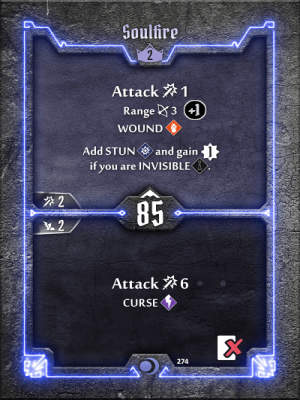 Soulfire
2
Attack 1
Range 3 +1
WOUND
Add STUN and gain 1
if you are INVISIBLE .
2
85
2
Attack 6
CURSE
274